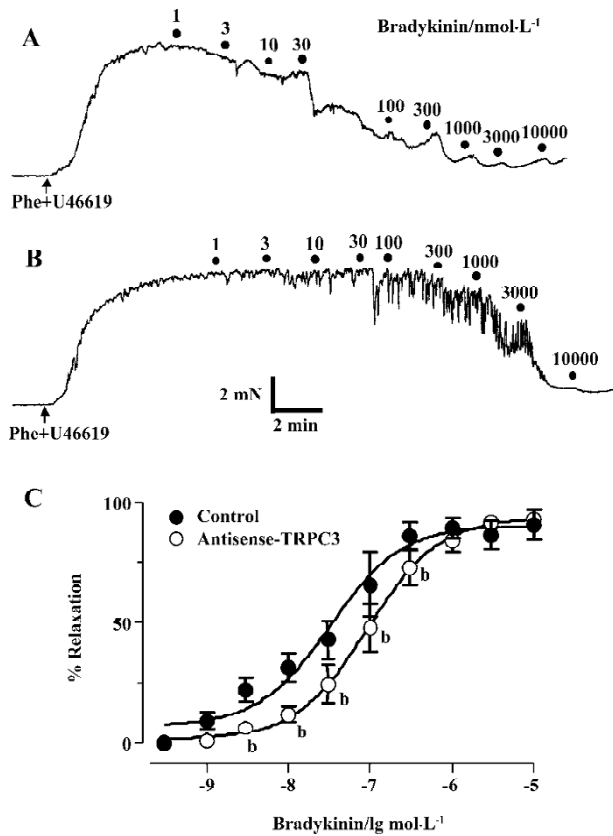 A
Bradykinin/nmol·L-1
1 3 10 30 100 300 1000 3000 10000
Phe+U46619
B
1 3 10 30 100 300 1000 3000 10000
2 mN
2 min
Phe+U46619
C
Control
Antisense-TRPC3
100
50
0
% Relaxation
b b b b b
-9 -8 -7 -6 -5
Bradykinin/lg mol·L-1